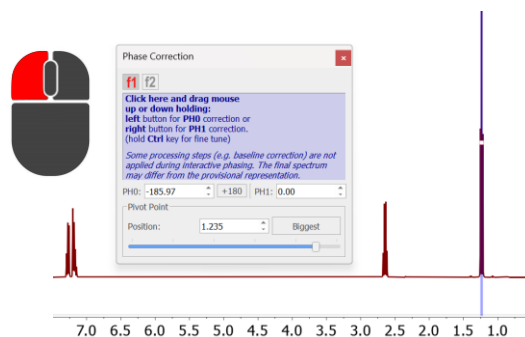 Phase Correction
f1 f2
Click here and drag mouse
up or down holding:
left button for PH0 correction or
right button for PH1 correction.
(hold Ctrl key for fine tune)
Some processing steps (e.g. baseline correction) are not
applied during interactive phasing. The final spectrum
may differ from the provisional representation.
PH0: -185.97 +180 PH1: 0.00
Pivot Point
Position: 1.235 Biggest
7.0 6.5 6.0 5.5 5.0 4.5 4.0 3.5 3.0 2.5 2.0 1.5 1.0